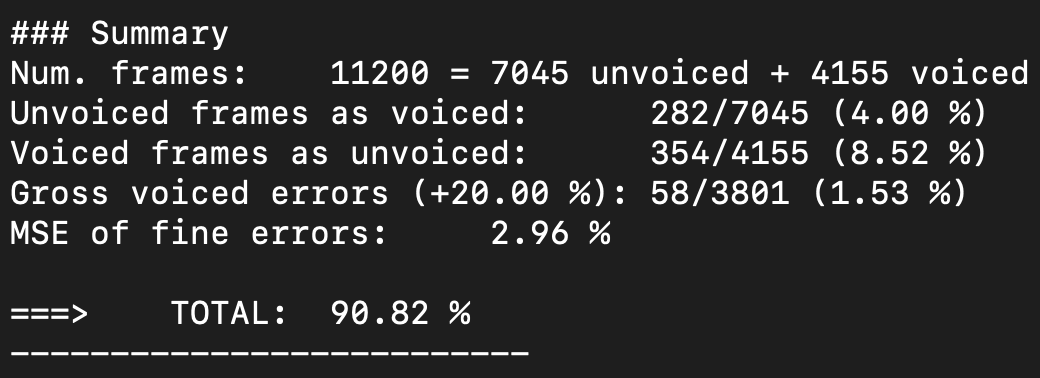 ### Summary
Num. frames:    11200 = 7045 unvoiced + 4155 voiced
Unvoiced frames as voiced:      282/7045 (4.00 %)
Voiced frames as unvoiced:      354/4155 (8.52 %)
Gross voiced errors (+20.00 %): 58/3801 (1.53 %)
MSE of fine errors:     2.96 %
===>    TOTAL:  90.82 %
--------------------------